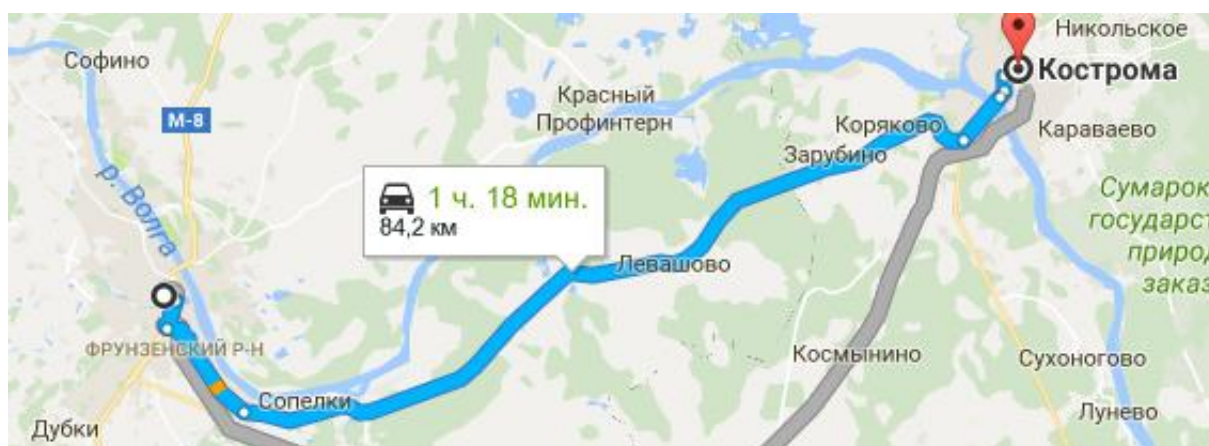 Никольское
Софино
Кострома
Красный
Профинтерн
М-8
Коряково
Караваево
Зарубино
р. Волга
1 ч. 18 мин.
84,2 км
Сумарок
государст
природ
заказ
Левашово
ФРУНЗЕНСКИЙ Р-Н
Космынино
Сухоногово
Сопелки
Дубки
Лунево